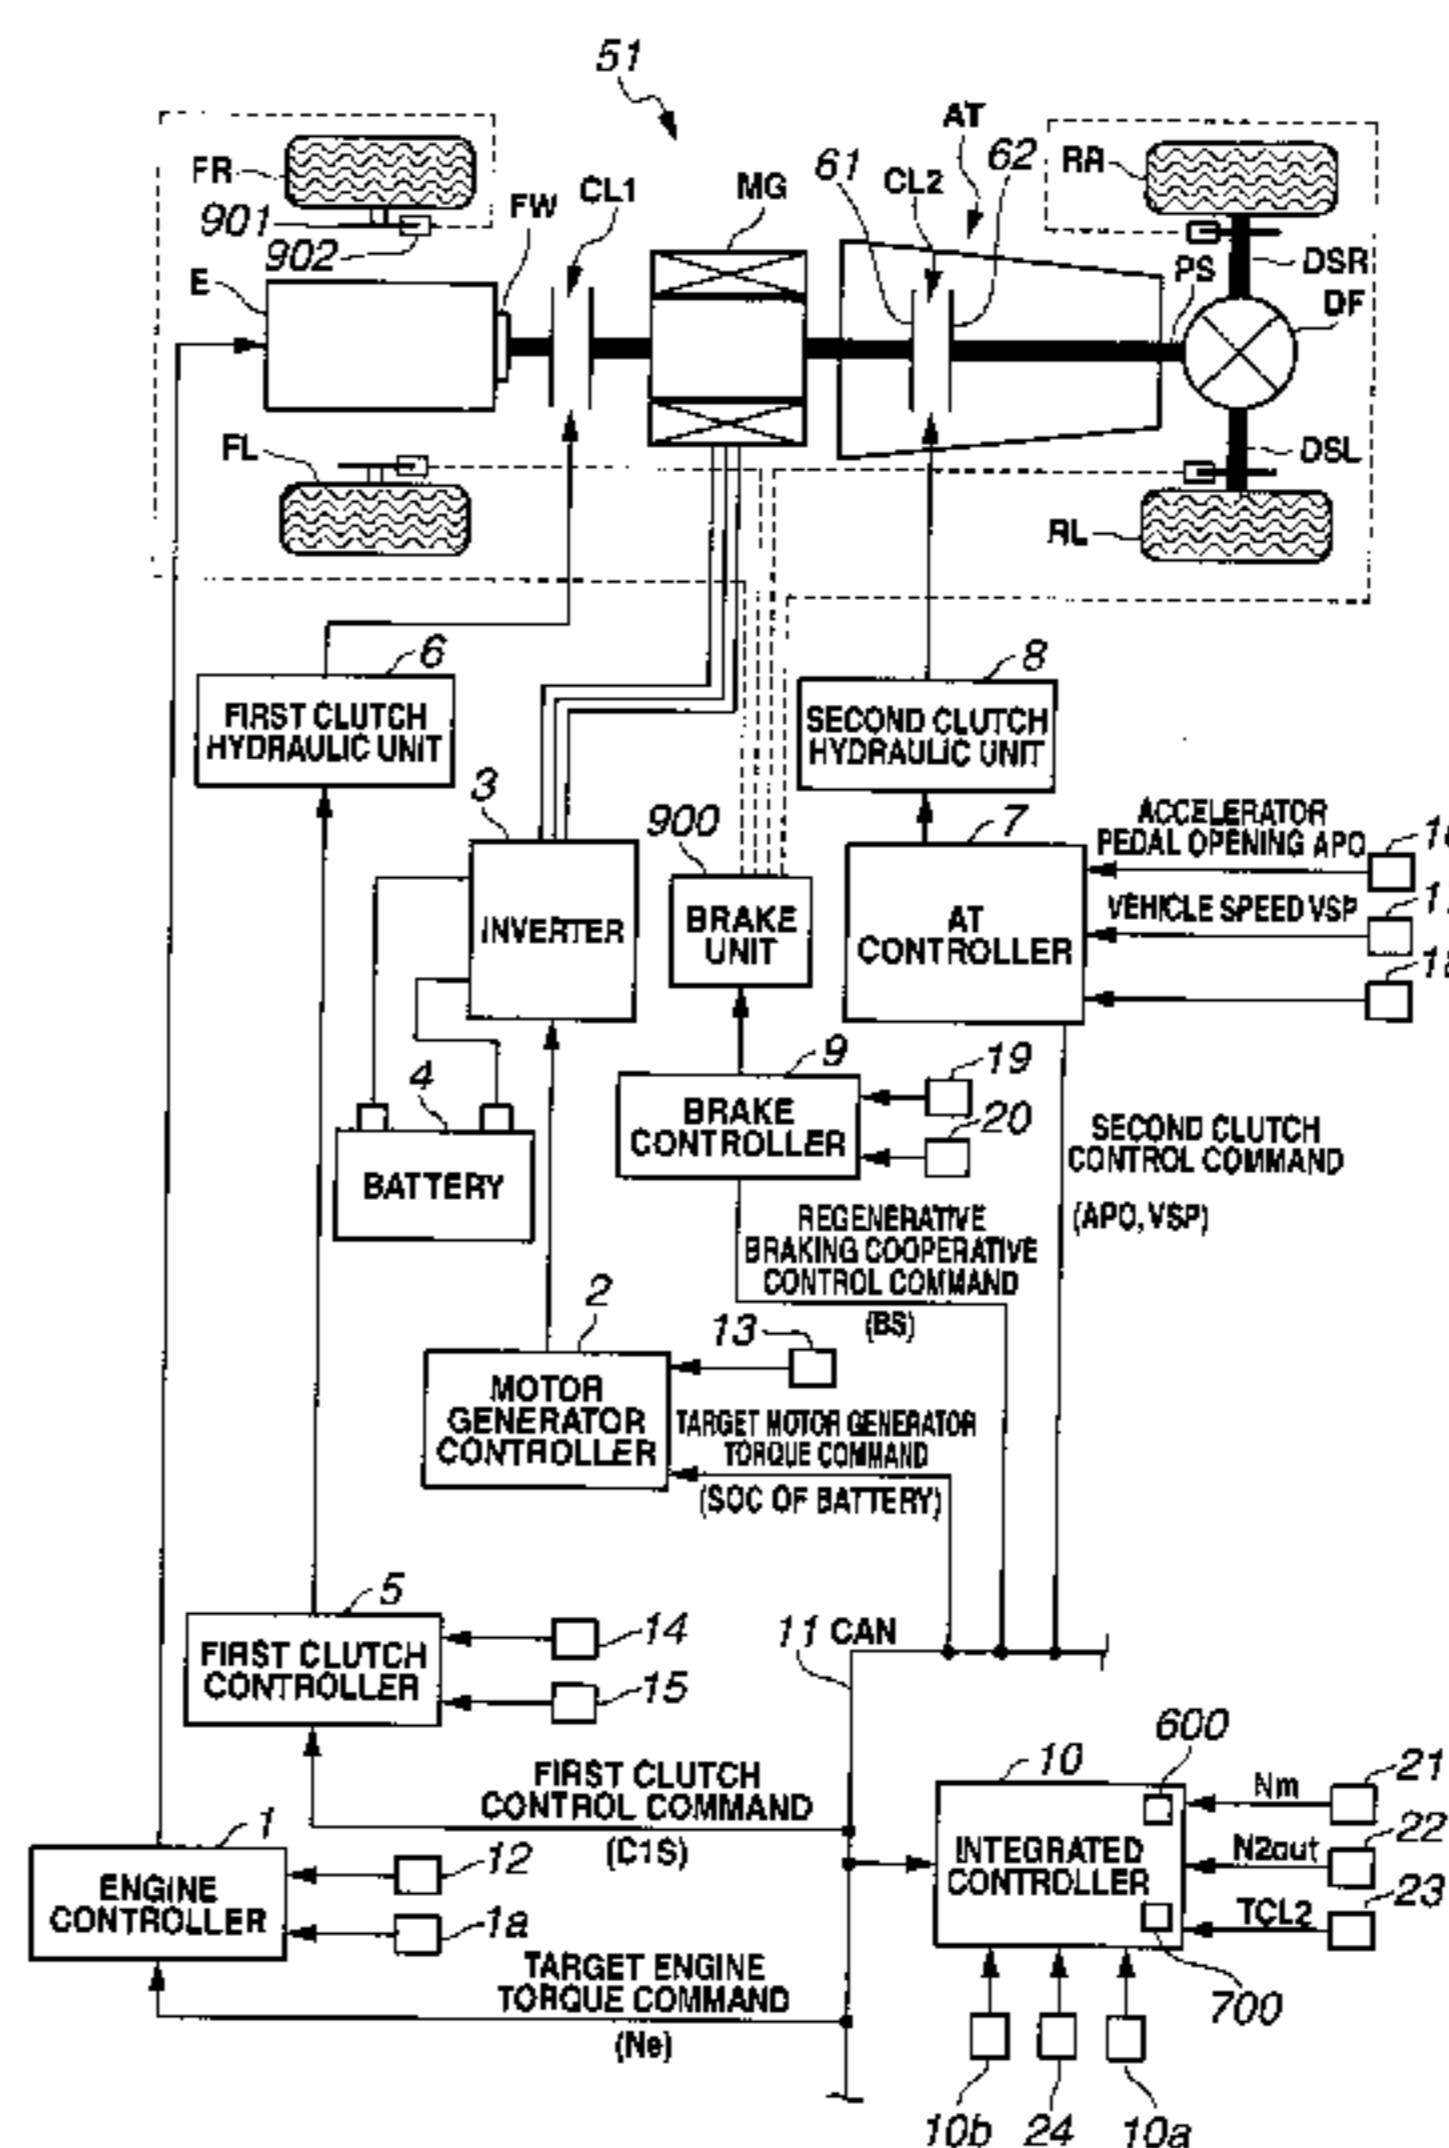 51
AT
FR
901
902
FW
CL1
MG
61
CL2
62
RR
E
PS
DSR
DF
FL
DSL
RL
6
FIRST CLUTCH
HYDRAULIC UNIT
8
SECOND CLUTCH
HYDRAULIC UNIT
3
INVERTER
900
BRAKE
UNIT
7
AT
CONTROLLER
ACCELERATOR
PEDAL OPENING APO
VEHICLE SPEED VSP
4
BATTERY
9
BRAKE
CONTROLLER
19
20
SECOND CLUTCH
CONTROL COMMAND
(APO, VSP)
REGENERATIVE
BRAKING COOPERATIVE
CONTROL COMMAND
(BS)
2
MOTOR
GENERATOR
CONTROLLER
13
TARGET MOTOR GENERATOR
TORQUE COMMAND
(SOC OF BATTERY)
5
FIRST CLUTCH
CONTROLLER
14
15
11 CAN
FIRST CLUTCH
CONTROL COMMAND
(C1S)
1
ENGINE
CONTROLLER
12
1a
TARGET ENGINE
TORQUE COMMAND
(Ne)
10
INTEGRATED
CONTROLLER
600
700
Nm
21
N2out
22
TCL2
23
10b
24
10a